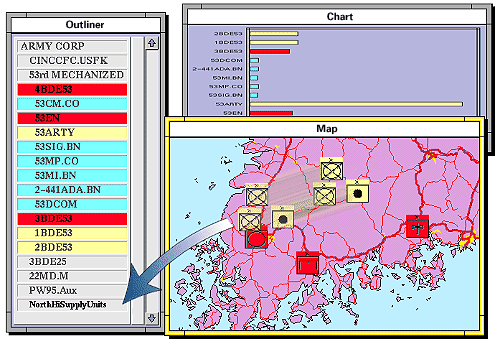 Outliner
ARMY CORP
CINCCFC.USFK
53rd MECHANIZED
4BDE53
53CM.CO
53EN
53ARTY
53SIG.BN
53MP.CO
53MI.BN
2-441ADA.BN
53DCOM
3BDE53
1BDE53
2BDE53
3BDE25
22MD.M
PW95.Aux
NorthHiSupplyUnits
Chart
2BDE53
1BDE53
3BDE53
53DCOM
2-441ADA.BN
53MI.BN
53MP.CO
53SIG.BN
53ARTY
53EN
Map